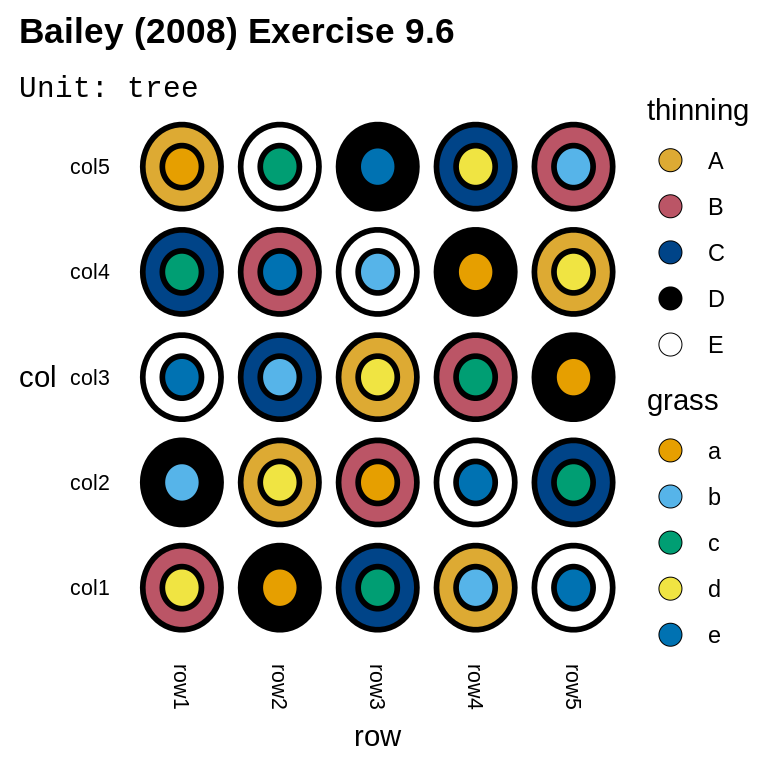 Bailey (2008) Exercise 9.6
Unit: tree
col
col5
col4
col3
col2
col1
row1
row2
row3
row4
row5
row
thinning
A
B
C
D
E
grass
a
b
c
d
e